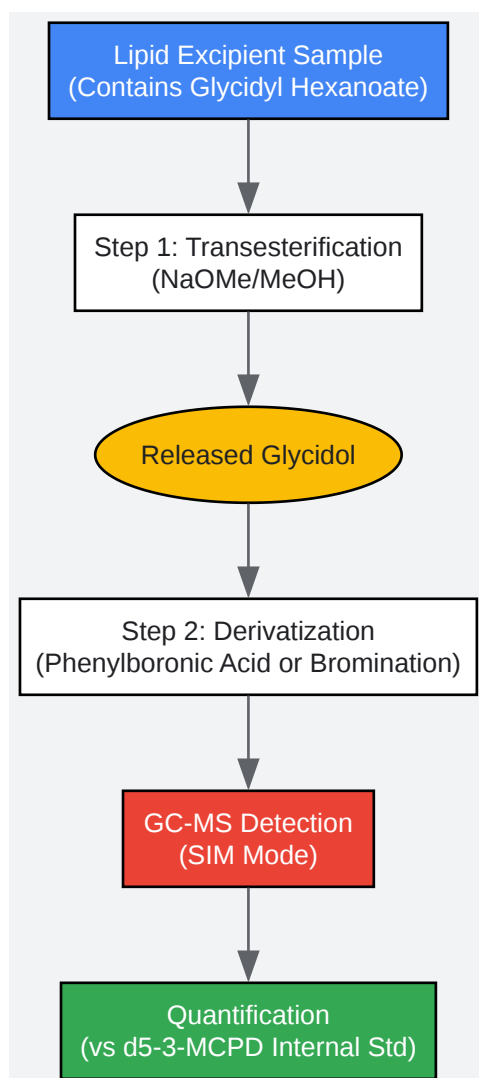 Lipid Excipient Sample
(Contains Glycidyl Hexanoate)
Step 1: Transesterification
(NaOMe/MeOH)
Released Glycidol
Step 2: Derivatization
(Phenylboronic Acid or Bromination)
GC-MS Detection
(SIM Mode)
Quantification
(vs d5-3-MCPD Internal Std)